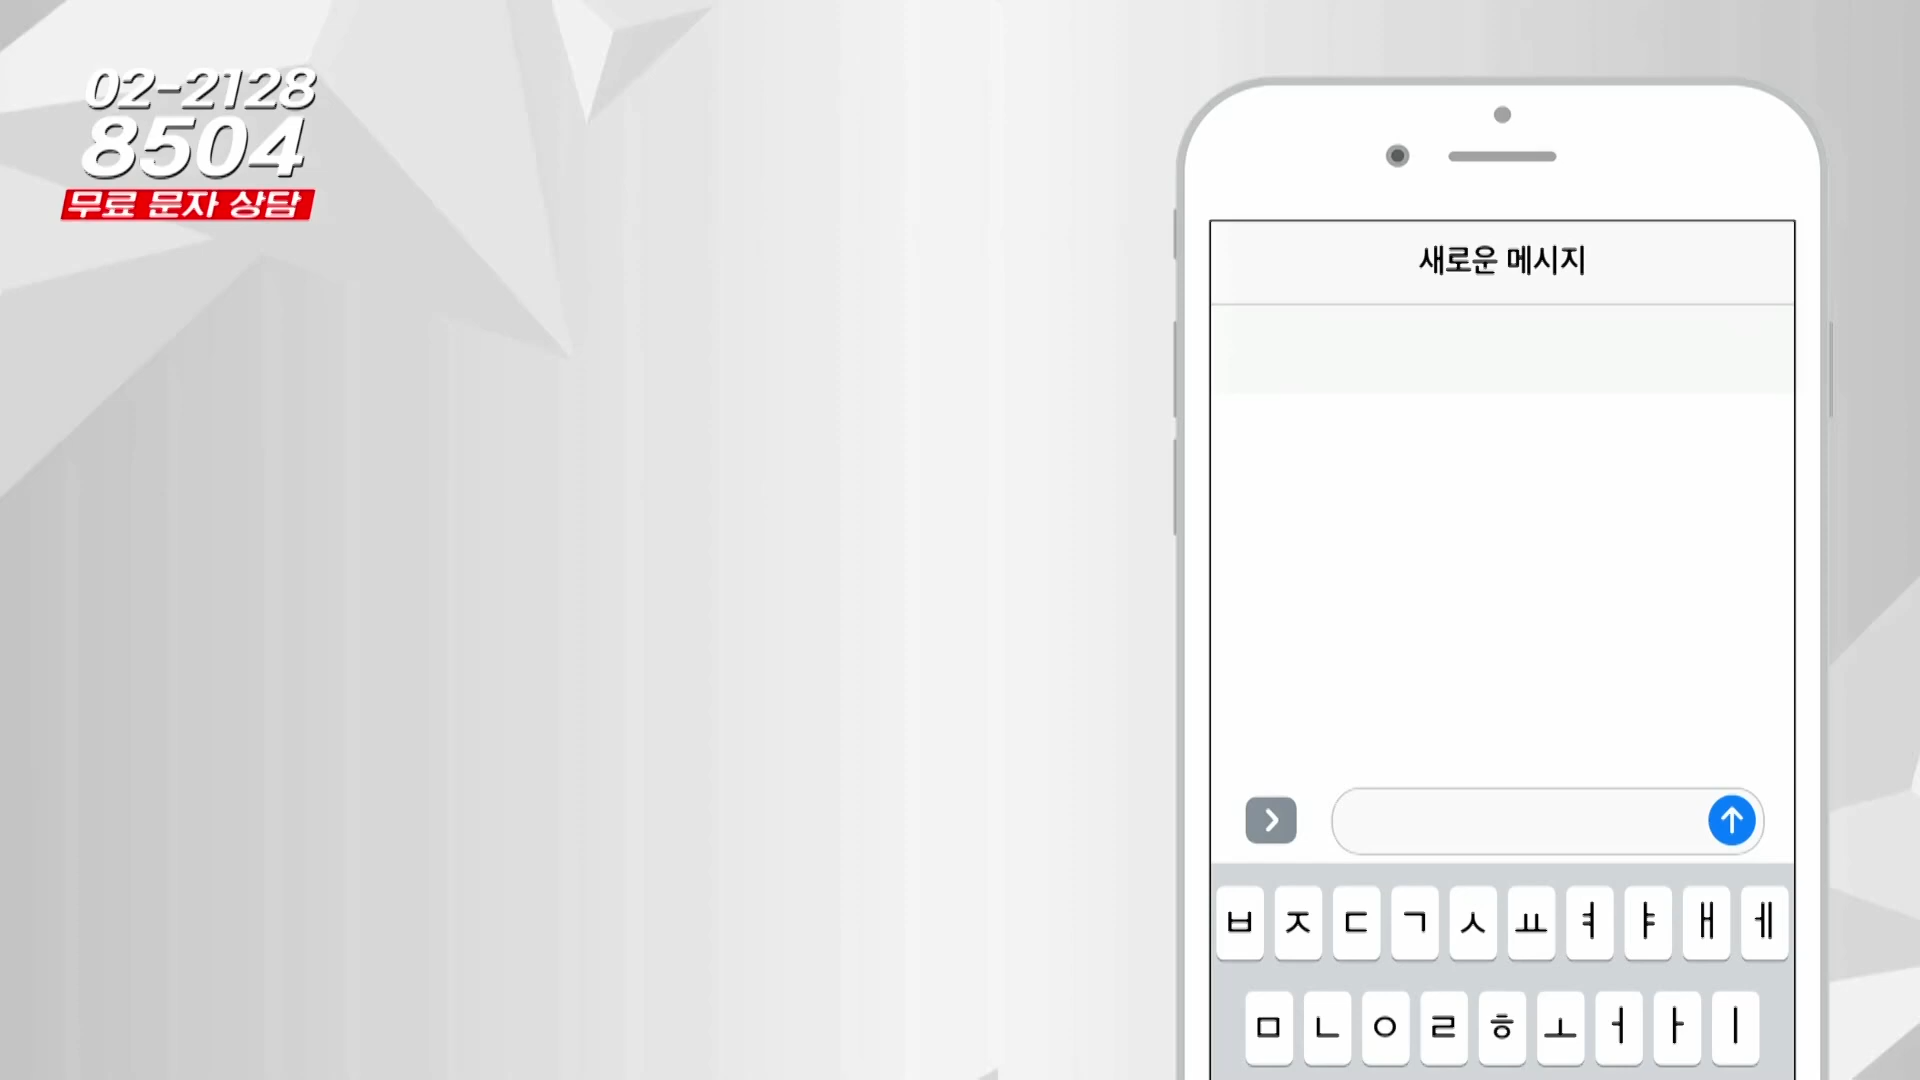 02-2128
8504
무료 문자 상담
새로운 메시지
ㅂ ㅈ ㄷ ㄱ ㅅ ㅛ ㅕ ㅑ ㅐ ㅔ
ㅁ ㄴ ㅇ ㄹ ㅎ ㅗ ㅓ ㅏ ㅣ